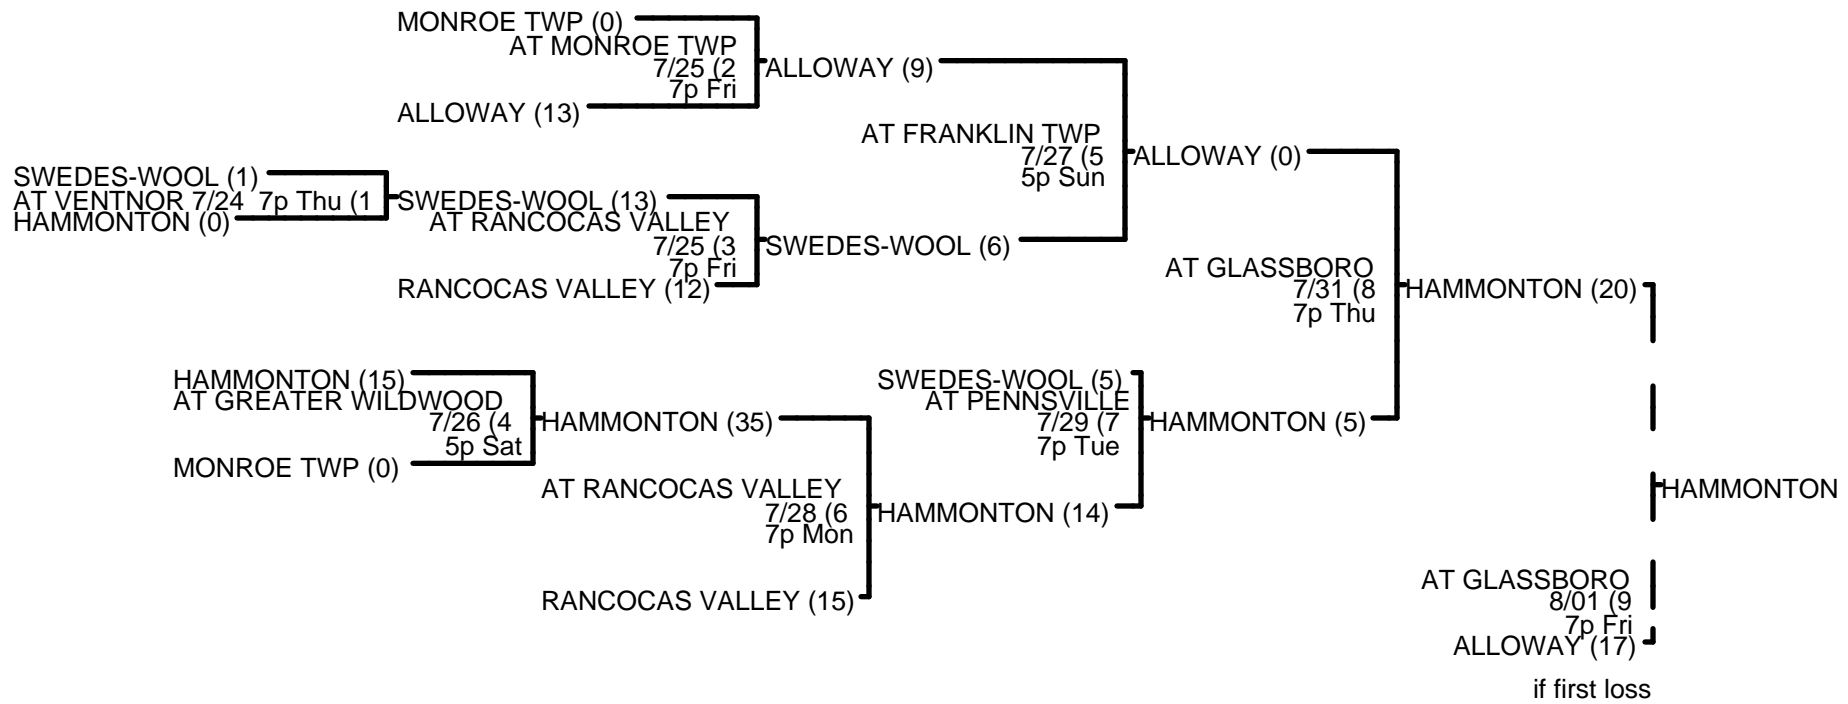 MONROE TWP (0)
AT MONROE TWP
7/25 (2
7p Fri
ALLOWAY (9)
ALLOWAY (13)
AT FRANKLIN TWP
7/27 (5
5p Sun
ALLOWAY (0)
SWEDES-WOOL (1)
AT VENTNOR 7/24 7p Thu (1
HAMMONTON (0)
SWEDES-WOOL (13)
AT RANCOCAS VALLEY
7/25 (3
7p Fri
SWEDES-WOOL (6)
RANCOCAS VALLEY (12)
AT GLASSBORO
7/31 (8
7p Thu
HAMMONTON (20)
HAMMONTON (15)
AT GREATER WILDWOOD
7/26 (4
5p Sat
HAMMONTON (35)
MONROE TWP (0)
SWEDES-WOOL (5)
AT PENNSVILLE
7/29 (7
7p Tue
HAMMONTON (5)
AT RANCOCAS VALLEY
7/28 (6
7p Mon
HAMMONTON (14)
RANCOCAS VALLEY (15)
HAMMONTON
AT GLASSBORO
8/01 (9
7p Fri
ALLOWAY (17)
if first loss